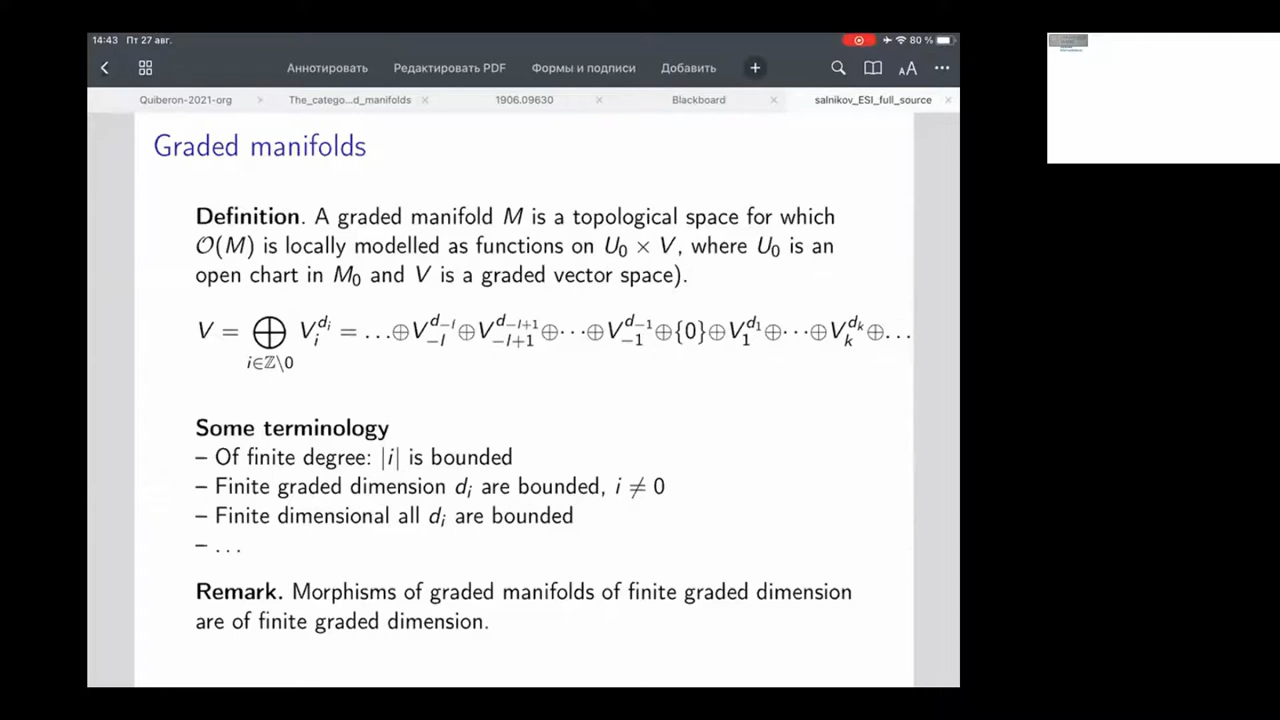 14:43 Пт 27 авг. 80 %
Аннотировать Редактировать PDF Формы и подписи Добавить + AA
Quiberon-2021-org The_catego...d_manifolds 1906.09630 Blackboard salnikov_ESI_full_source
Graded manifolds
Definition. A graded manifold M is a topological space for which
𝒪(M) is locally modelled as functions on U₀ × V, where U₀ is an
open chart in M₀ and V is a graded vector space).
V = ⨁_{i∈ℤ\0} V_i^{d_i} = ...⊕V_{-l}^{d_{-l}}⊕V_{-l+1}^{d_{-l+1}}⊕···⊕V_{-1}^{d_{-1}}⊕{0}⊕V_1^{d_1}⊕···⊕V_k^{d_k}⊕...
Some terminology
– Of finite degree: |i| is bounded
– Finite graded dimension d_i are bounded, i ≠ 0
– Finite dimensional all d_i are bounded
– ...
Remark. Morphisms of graded manifolds of finite graded dimension
are of finite graded dimension.